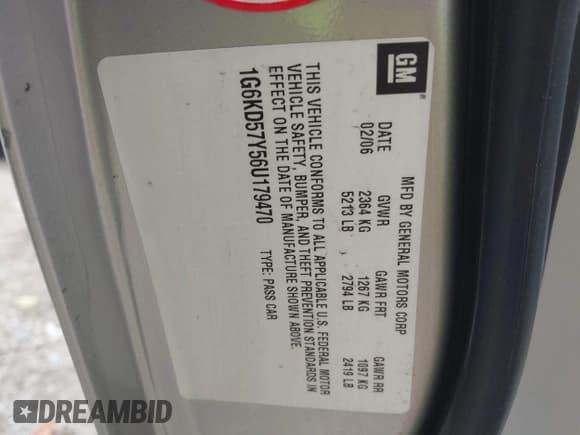 GM®
MFD BY GENERAL MOTORS CORP
DATE GVWR GAWR FRT GAWR RR
02/06 2364 KG 1267 KG 1097 KG
5213 LB 2794 LB 2419 LB
THIS VEHICLE CONFORMS TO ALL APPLICABLE U.S. FEDERAL MOTOR
VEHICLE SAFETY, BUMPER, AND THEFT PREVENTION STANDARDS IN
EFFECT ON THE DATE OF MANUFACTURE SHOWN ABOVE.
1G6KD57Y56U179470 TYPE: PASS CAR
DREAMBID